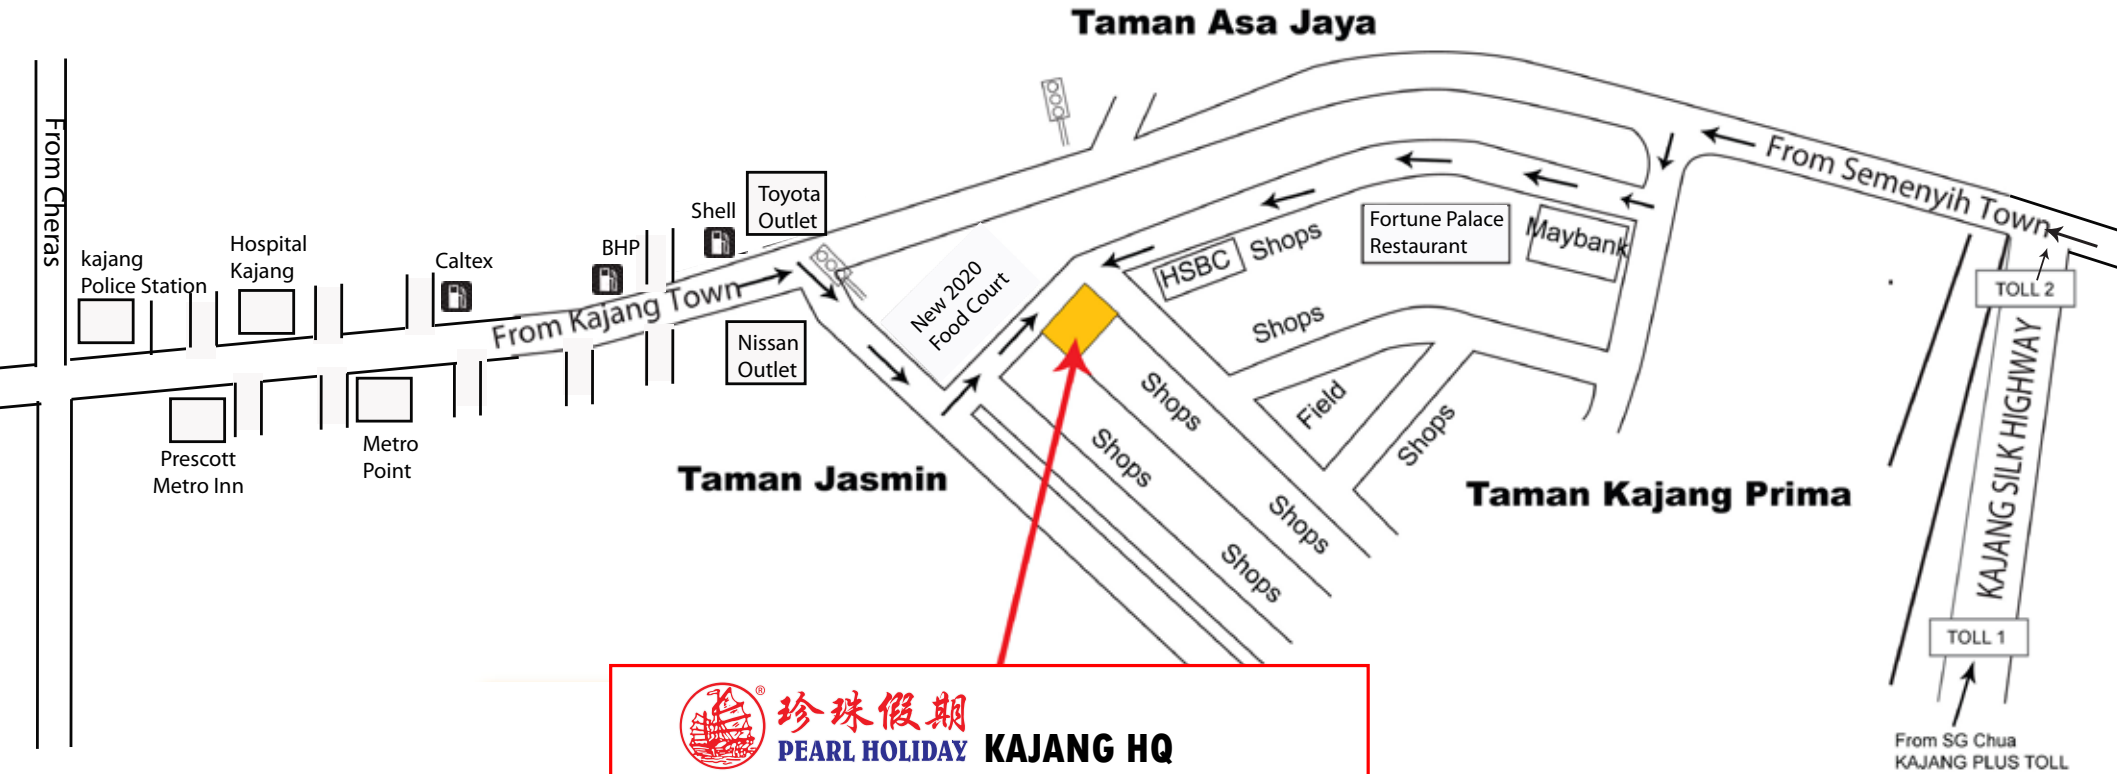 Taman Asa Jaya
From Cheras
kajang
Police Station
Hospital
Kajang
Caltex
BHP
Shell
Toyota
Outlet
From Kajang Town
Nissan
Outlet
Prescott
Metro Inn
Metro
Point
New 2020
Food Court
HSBC
Shops
Fortune Palace
Restaurant
Maybank
From Semenyih Town
TOLL 2
Shops
Field
Shops
Shops
Shops
Shops
Shops
Taman Jasmin
Taman Kajang Prima
KAJANG SILK HIGHWAY
TOLL 1
From SG Chua
KAJANG PLUS TOLL
®
珍珠假期
PEARL HOLIDAY KAJANG HQ